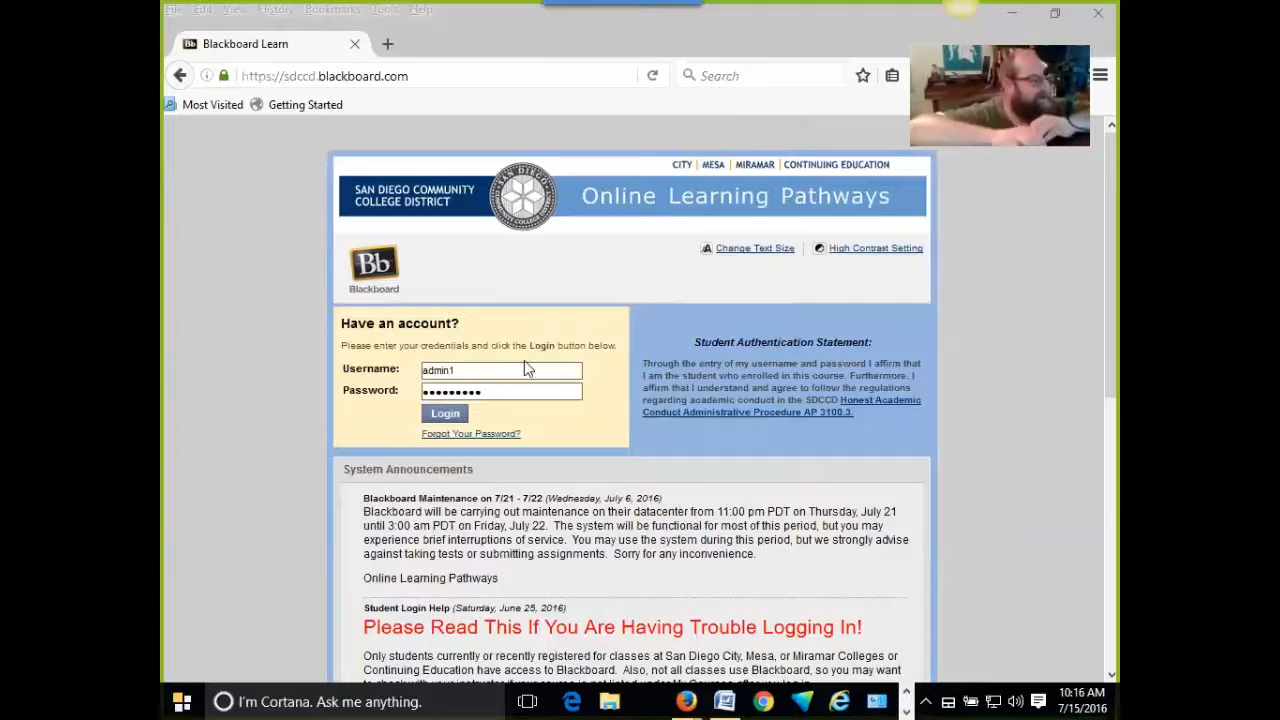 File Edit View History Bookmarks Tools Help
Bb Blackboard Learn
https://sdccd.blackboard.com
Search
Most Visited Getting Started
CITY | MESA | MIRAMAR | CONTINUING EDUCATION
SAN DIEGO COMMUNITY
COLLEGE DISTRICT
Online Learning Pathways
A Change Text Size | High Contrast Setting
Bb
Blackboard
Have an account?
Please enter your credentials and click the Login button below.
Username: admin1
Password: •••••••••
Login
Forgot Your Password?
Student Authentication Statement:
Through the entry of my username and password I affirm that
I am the student who enrolled in this course. Furthermore, I
affirm that I understand and agree to follow the regulations
regarding academic conduct in the SDCCD Honest Academic
Conduct Administrative Procedure AP 3100.3.
System Announcements
Blackboard Maintenance on 7/21 - 7/22 (Wednesday, July 6, 2016)
Blackboard will be carrying out maintenance on their datacenter from 11:00 pm PDT on Thursday, July 21
until 3:00 am PDT on Friday, July 22. The system will be functional for most of this period, but you may
experience brief interruptions of service. You may use the system during this period, but we strongly advise
against taking tests or submitting assignments. Sorry for any inconvenience.
Online Learning Pathways
Student Login Help (Saturday, June 25, 2016)
Please Read This If You Are Having Trouble Logging In!
Only students currently or recently registered for classes at San Diego City, Mesa, or Miramar Colleges or
Continuing Education have access to Blackboard. Also, not all classes use Blackboard, so you may want
I'm Cortana. Ask me anything.
10:16 AM
7/15/2016